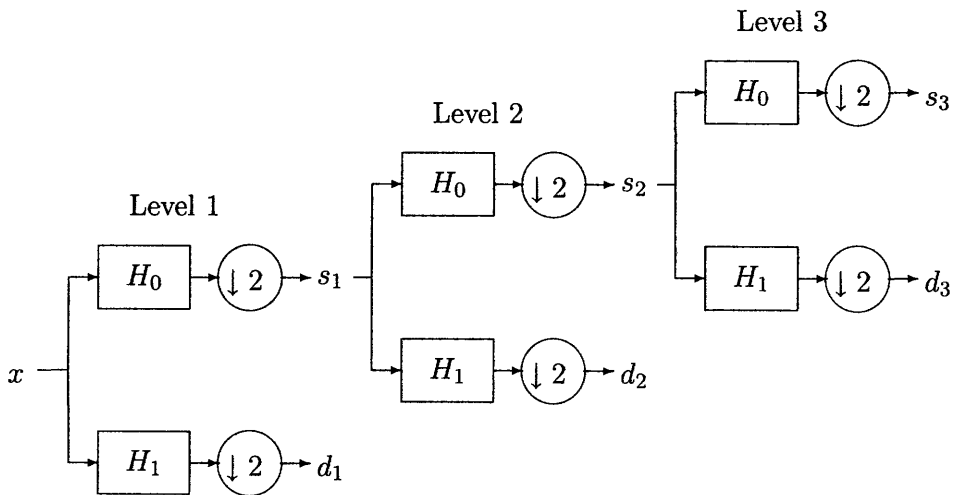 Level 3
H₀
↓ 2
s₃
Level 2
H₀
↓ 2
s₂
Level 1
H₀
↓ 2
s₁
H₁
↓ 2
d₃
x
H₁
↓ 2
d₂
H₁
↓ 2
d₁